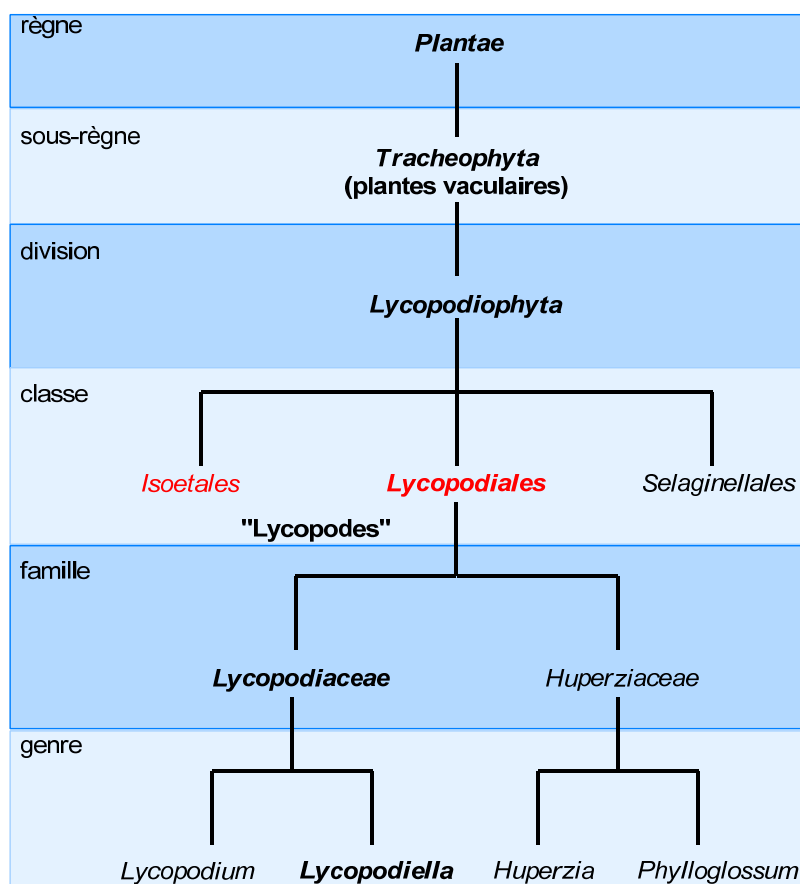 règne
Plantae
sous-règne
Tracheophyta
(plantes vaculaires)
division
Lycopodiophyta
classe
Isoetales Lycopodiales Selaginellales
"Lycopodes"
famille
Lycopodiaceae Huperziaceae
genre
Lycopodium Lycopodiella Huperzia Phylloglossum